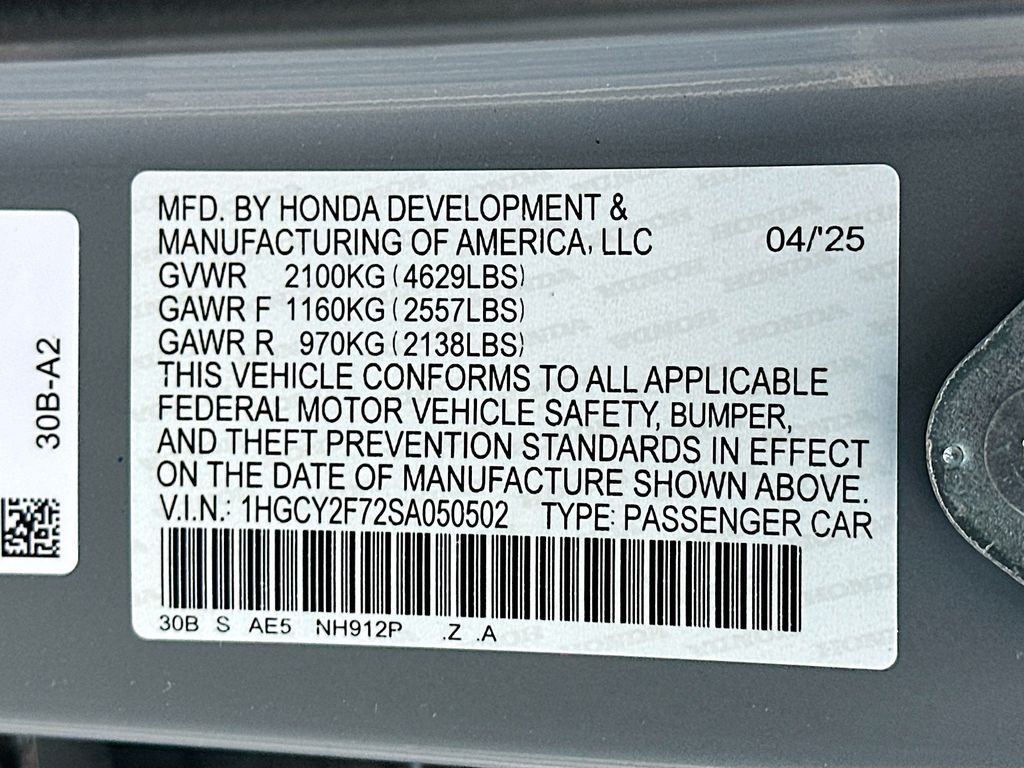 MFD. BY HONDA DEVELOPMENT &
MANUFACTURING OF AMERICA, LLC 04/'25
GVWR 2100KG (4629LBS)
GAWR F 1160KG (2557LBS)
GAWR R 970KG (2138LBS)
THIS VEHICLE CONFORMS TO ALL APPLICABLE
FEDERAL MOTOR VEHICLE SAFETY, BUMPER,
AND THEFT PREVENTION STANDARDS IN EFFECT
ON THE DATE OF MANUFACTURE SHOWN ABOVE.
V.I.N.: 1HGCY2F72SA050502 TYPE: PASSENGER CAR
30B S AE5 NH912P .Z .A
30B-A2